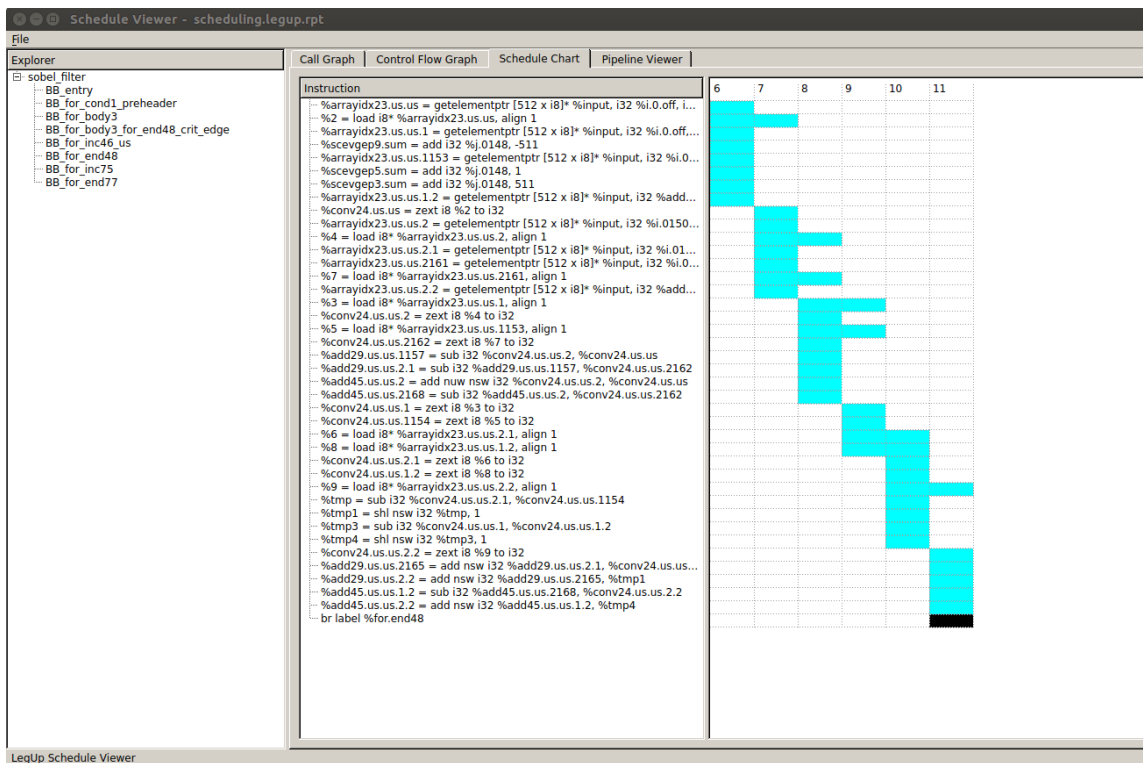 Schedule Viewer - scheduling.legup.rpt
File
Explorer
sobel_filter
BB_entry
BB_for_cond1_preheader
BB_for_body3
BB_for_body3_for_end48_crit_edge
BB_for_inc46_us
BB_for_end48
BB_for_inc75
BB_for_end77
Call Graph Control Flow Graph Schedule Chart Pipeline Viewer
Instruction
6 7 8 9 10 11
%arrayidx23.us.us = getelementptr [512 x i8]* %input, i32 %i.0.off, i...
%2 = load i8* %arrayidx23.us.us, align 1
%arrayidx23.us.us.1 = getelementptr [512 x i8]* %input, i32 %i.0.off,...
%scevgep9.sum = add i32 %j.0148, -511
%arrayidx23.us.us.1153 = getelementptr [512 x i8]* %input, i32 %i.0...
%scevgep5.sum = add i32 %j.0148, 1
%scevgep3.sum = add i32 %j.0148, 511
%arrayidx23.us.us.1.2 = getelementptr [512 x i8]* %input, i32 %add...
%conv24.us.us = zext i8 %2 to i32
%arrayidx23.us.us.2 = getelementptr [512 x i8]* %input, i32 %i.0150...
%4 = load i8* %arrayidx23.us.us.2, align 1
%arrayidx23.us.us.2.1 = getelementptr [512 x i8]* %input, i32 %i.01...
%arrayidx23.us.us.2161 = getelementptr [512 x i8]* %input, i32 %i.0...
%7 = load i8* %arrayidx23.us.us.2161, align 1
%arrayidx23.us.us.2.2 = getelementptr [512 x i8]* %input, i32 %add...
%3 = load i8* %arrayidx23.us.us.1, align 1
%conv24.us.us.2 = zext i8 %4 to i32
%5 = load i8* %arrayidx23.us.us.1153, align 1
%conv24.us.us.2162 = zext i8 %7 to i32
%add29.us.us.1157 = sub i32 %conv24.us.us.2, %conv24.us.us
%add29.us.us.2.1 = sub i32 %add29.us.us.1157, %conv24.us.us.2162
%add45.us.us.2 = add nuw nsw i32 %conv24.us.us.2, %conv24.us.us
%add45.us.us.2168 = sub i32 %add45.us.us.2, %conv24.us.us.2162
%conv24.us.us.1 = zext i8 %3 to i32
%conv24.us.us.1154 = zext i8 %5 to i32
%6 = load i8* %arrayidx23.us.us.2.1, align 1
%8 = load i8* %arrayidx23.us.us.1.2, align 1
%conv24.us.us.2.1 = zext i8 %6 to i32
%conv24.us.us.1.2 = zext i8 %8 to i32
%9 = load i8* %arrayidx23.us.us.2.2, align 1
%tmp = sub i32 %conv24.us.us.2.1, %conv24.us.us.1154
%tmp1 = shl nsw i32 %tmp, 1
%tmp3 = sub i32 %conv24.us.us.1, %conv24.us.us.1.2
%tmp4 = shl nsw i32 %tmp3, 1
%conv24.us.us.2.2 = zext i8 %9 to i32
%add29.us.us.2165 = add nsw i32 %add29.us.us.2.1, %conv24.us.us...
%add29.us.us.2.2 = add nsw i32 %add29.us.us.2165, %tmp1
%add45.us.us.1.2 = sub i32 %add45.us.us.2168, %conv24.us.us.2.2
%add45.us.us.2.2 = add nsw i32 %add45.us.us.1.2, %tmp4
br label %for.end48
LegUp Schedule Viewer